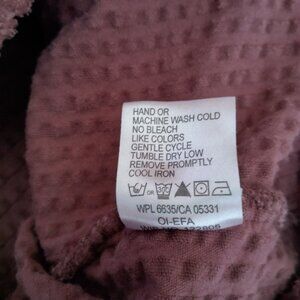 HAND OR
MACHINE WASH COLD
NO BLEACH
LIKE COLORS
GENTLE CYCLE
TUMBLE DRY LOW
REMOVE PROMPTLY
COOL IRON
OR
WPL 6635/CA 05331
OI-EFA